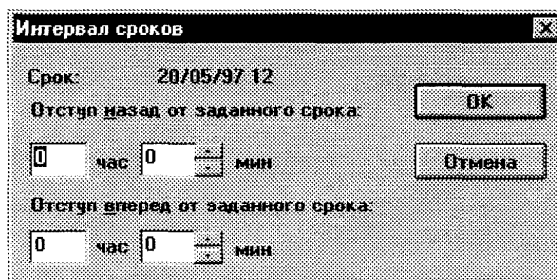 Интервал сроков
Срок: 20/05/97 12
Отступ назад от заданного срока:
OK
0 час 0 мин
Отмена
Отступ вперед от заданного срока:
0 час 0 мин